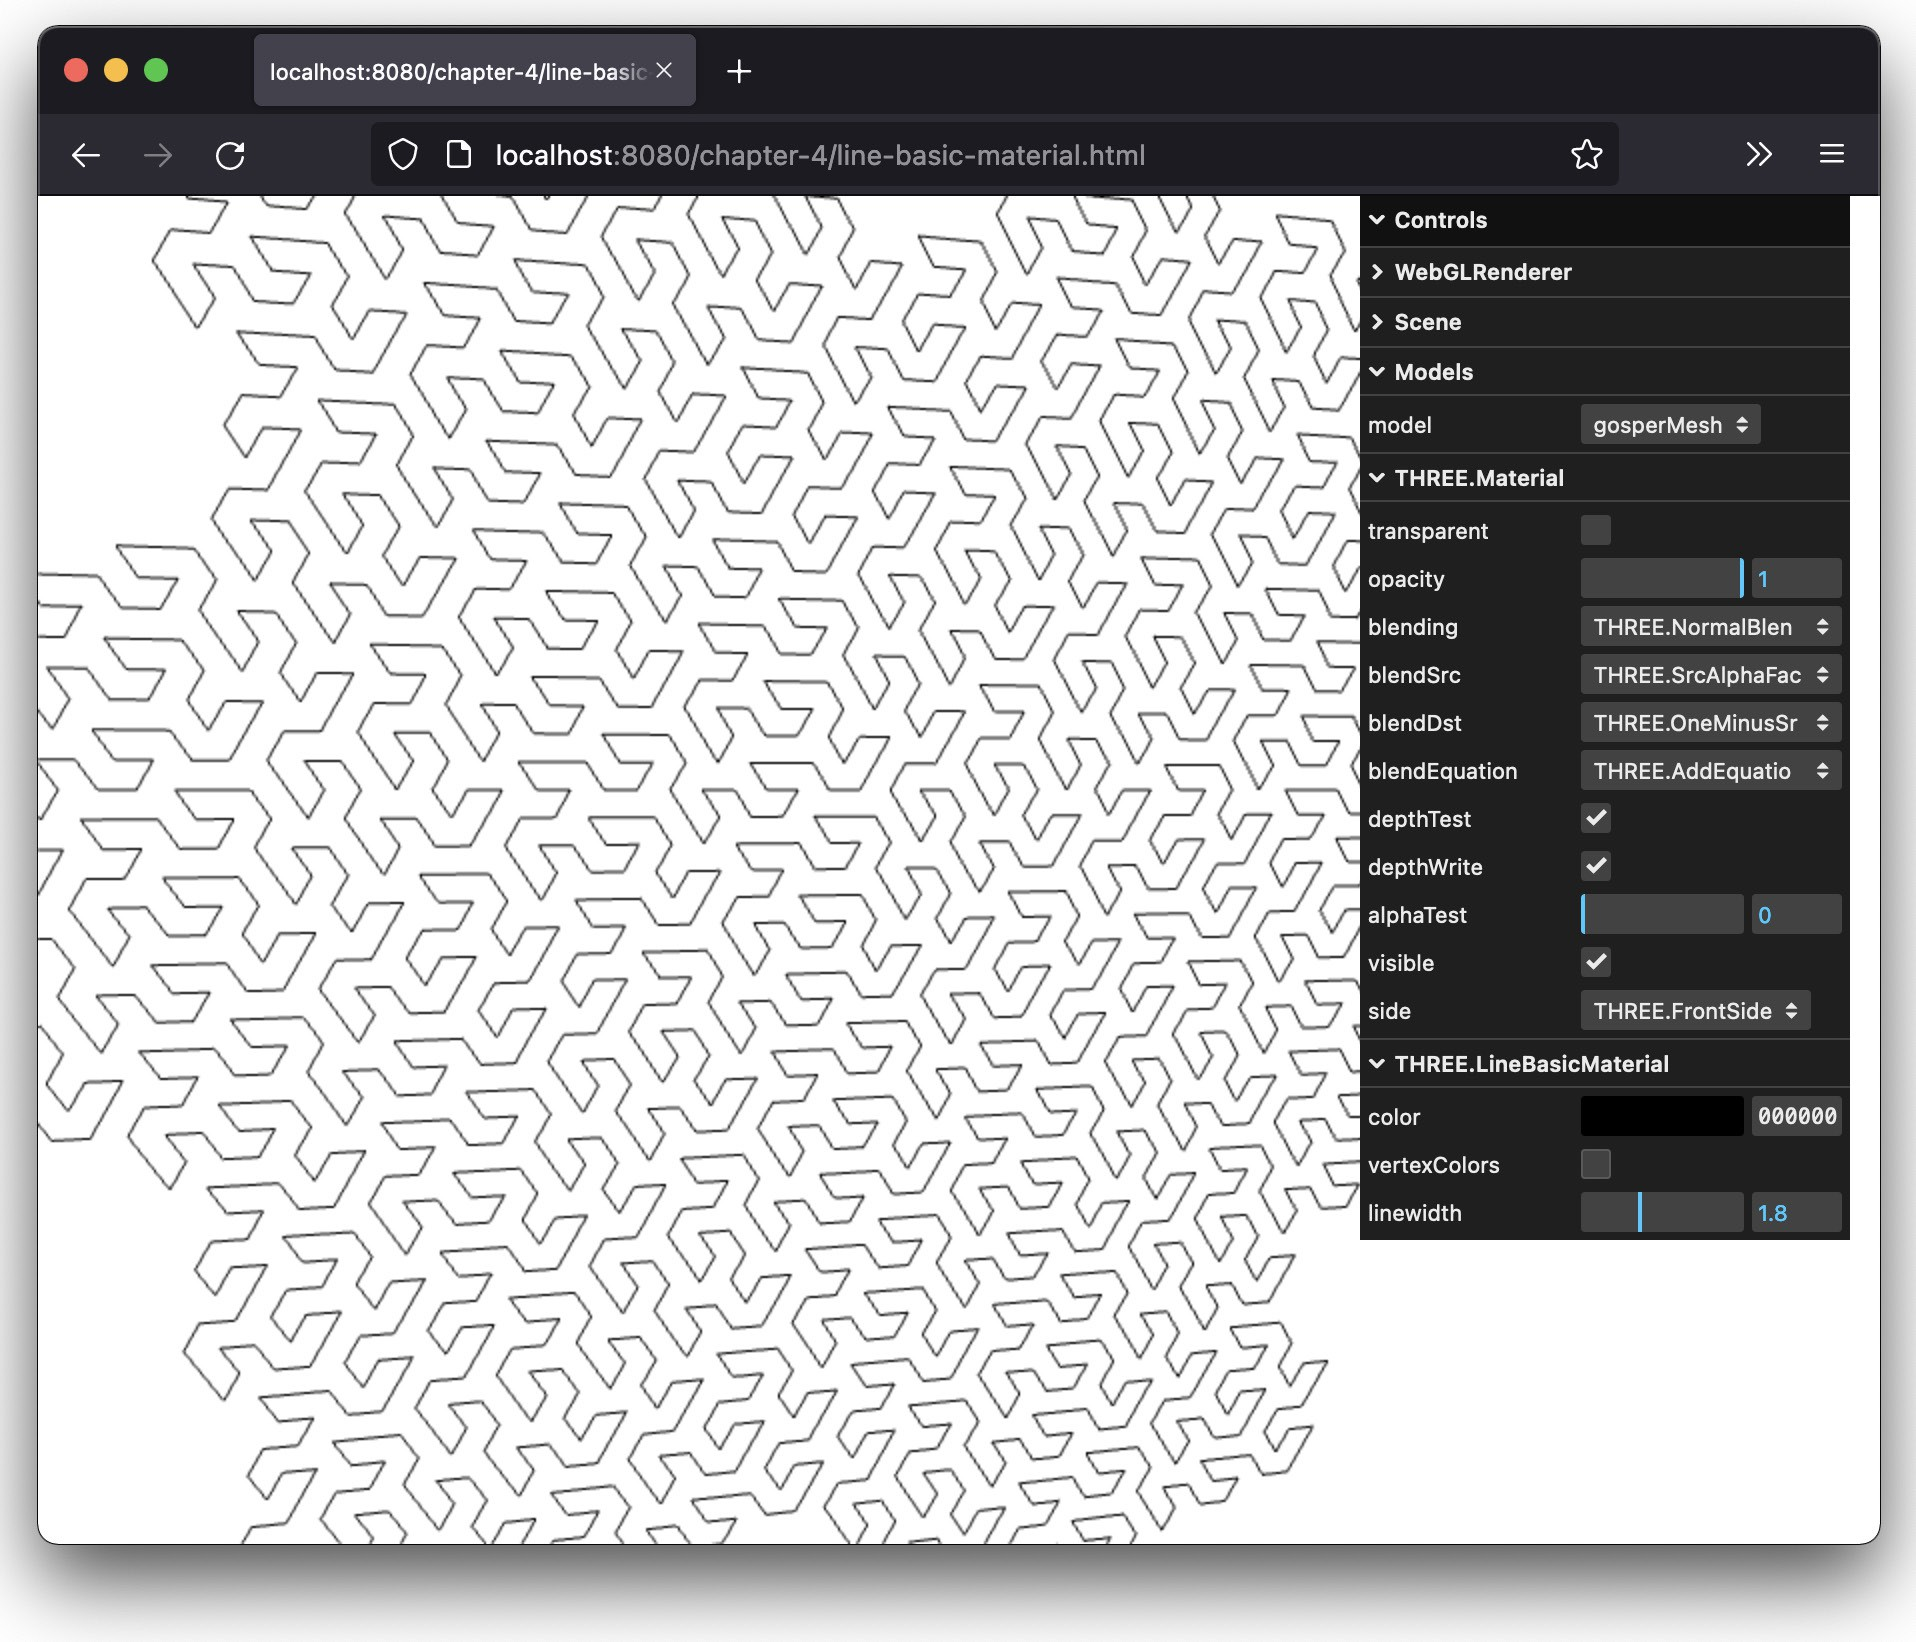 localhost:8080/chapter-4/line-basic
localhost:8080/chapter-4/line-basic-material.html
Controls
WebGLRenderer
Scene
Models
model gosperMesh
THREE.Material
transparent
opacity 1
blending THREE.NormalBlen
blendSrc THREE.SrcAlphaFac
blendDst THREE.OneMinusSr
blendEquation THREE.AddEquatio
depthTest
depthWrite
alphaTest 0
visible
side THREE.FrontSide
THREE.LineBasicMaterial
color 000000
vertexColors
linewidth 1.8